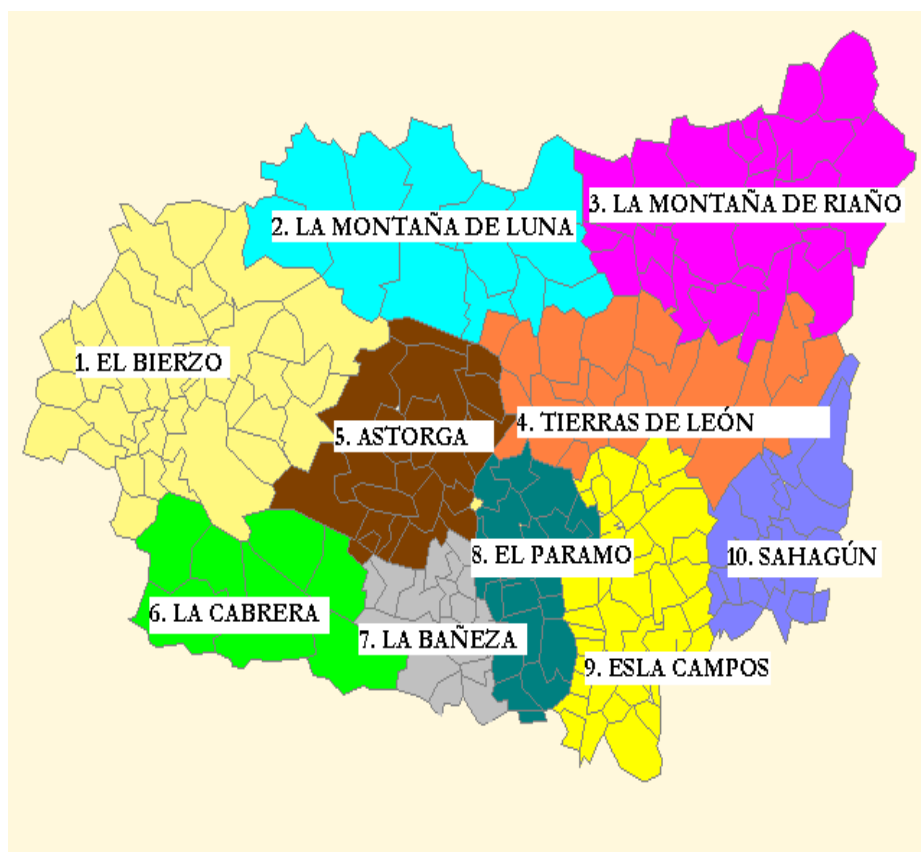 3. LA MONTAÑA DE RIAÑO
2. LA MONTAÑA DE LUNA
1. EL BIERZO
4. TIERRAS DE LEÓN
5. ASTORGA
8. EL PARAMO
10. SAHAGÚN
6. LA CABRERA
7. LA BAÑEZA
9. ESLA CAMPOS